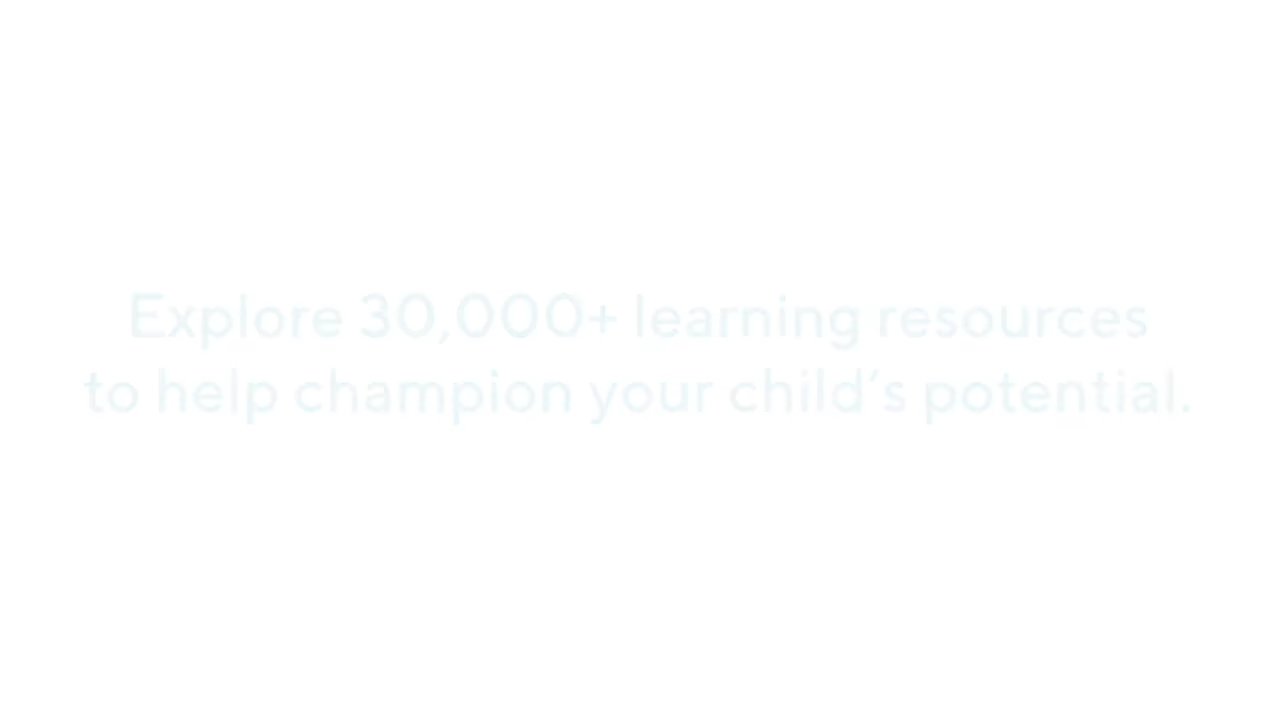 Explore 30,000+ learning resources
to help champion your child’s potential.